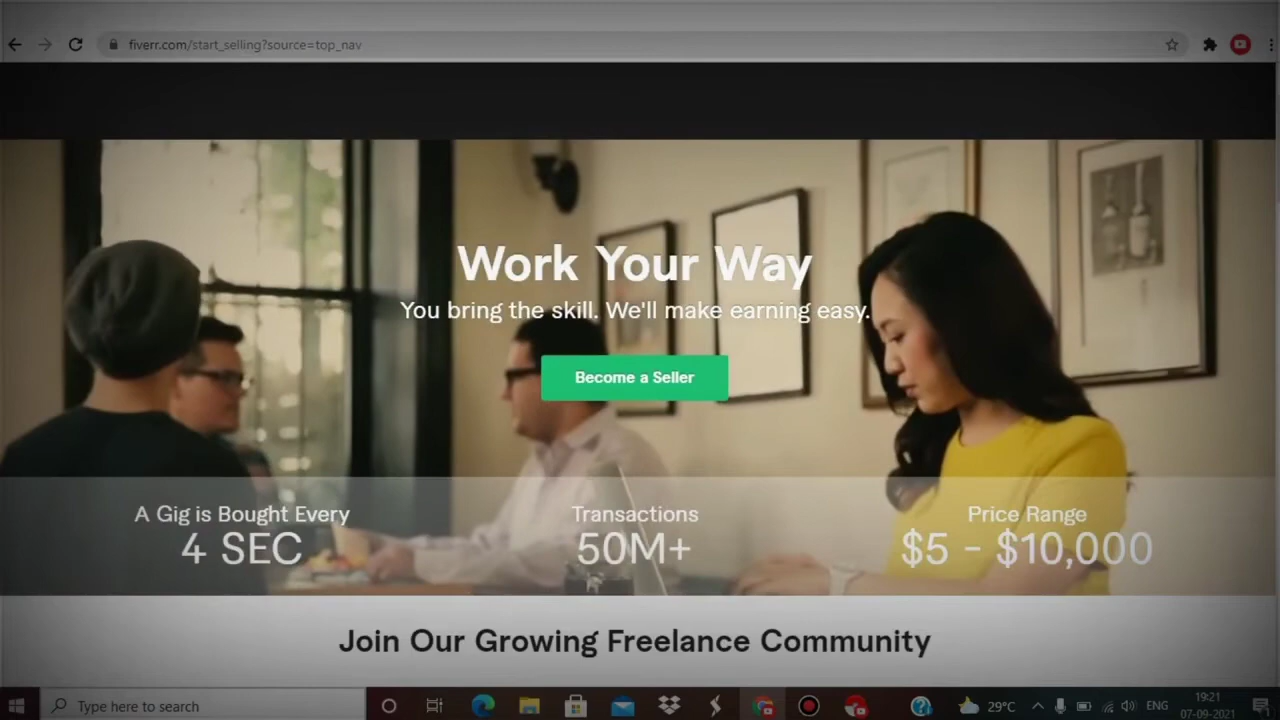 fiverr.com/start_selling?source=top_nav
Work Your Way
You bring the skill. We'll make earning easy.
Become a Seller
A Gig is Bought Every
4 SEC
Transactions
50M+
Price Range
$5 - $10,000
Join Our Growing Freelance Community
Type here to search
29°C
ENG
19:21
07-09-2021